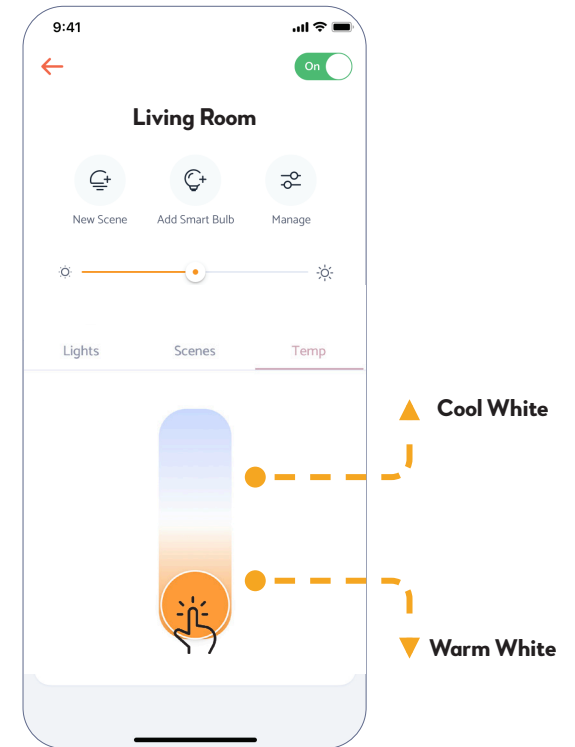 9:41
On
Living Room
New Scene
Add Smart Bulb
Manage
Lights
Scenes
Temp
Cool White
Warm White